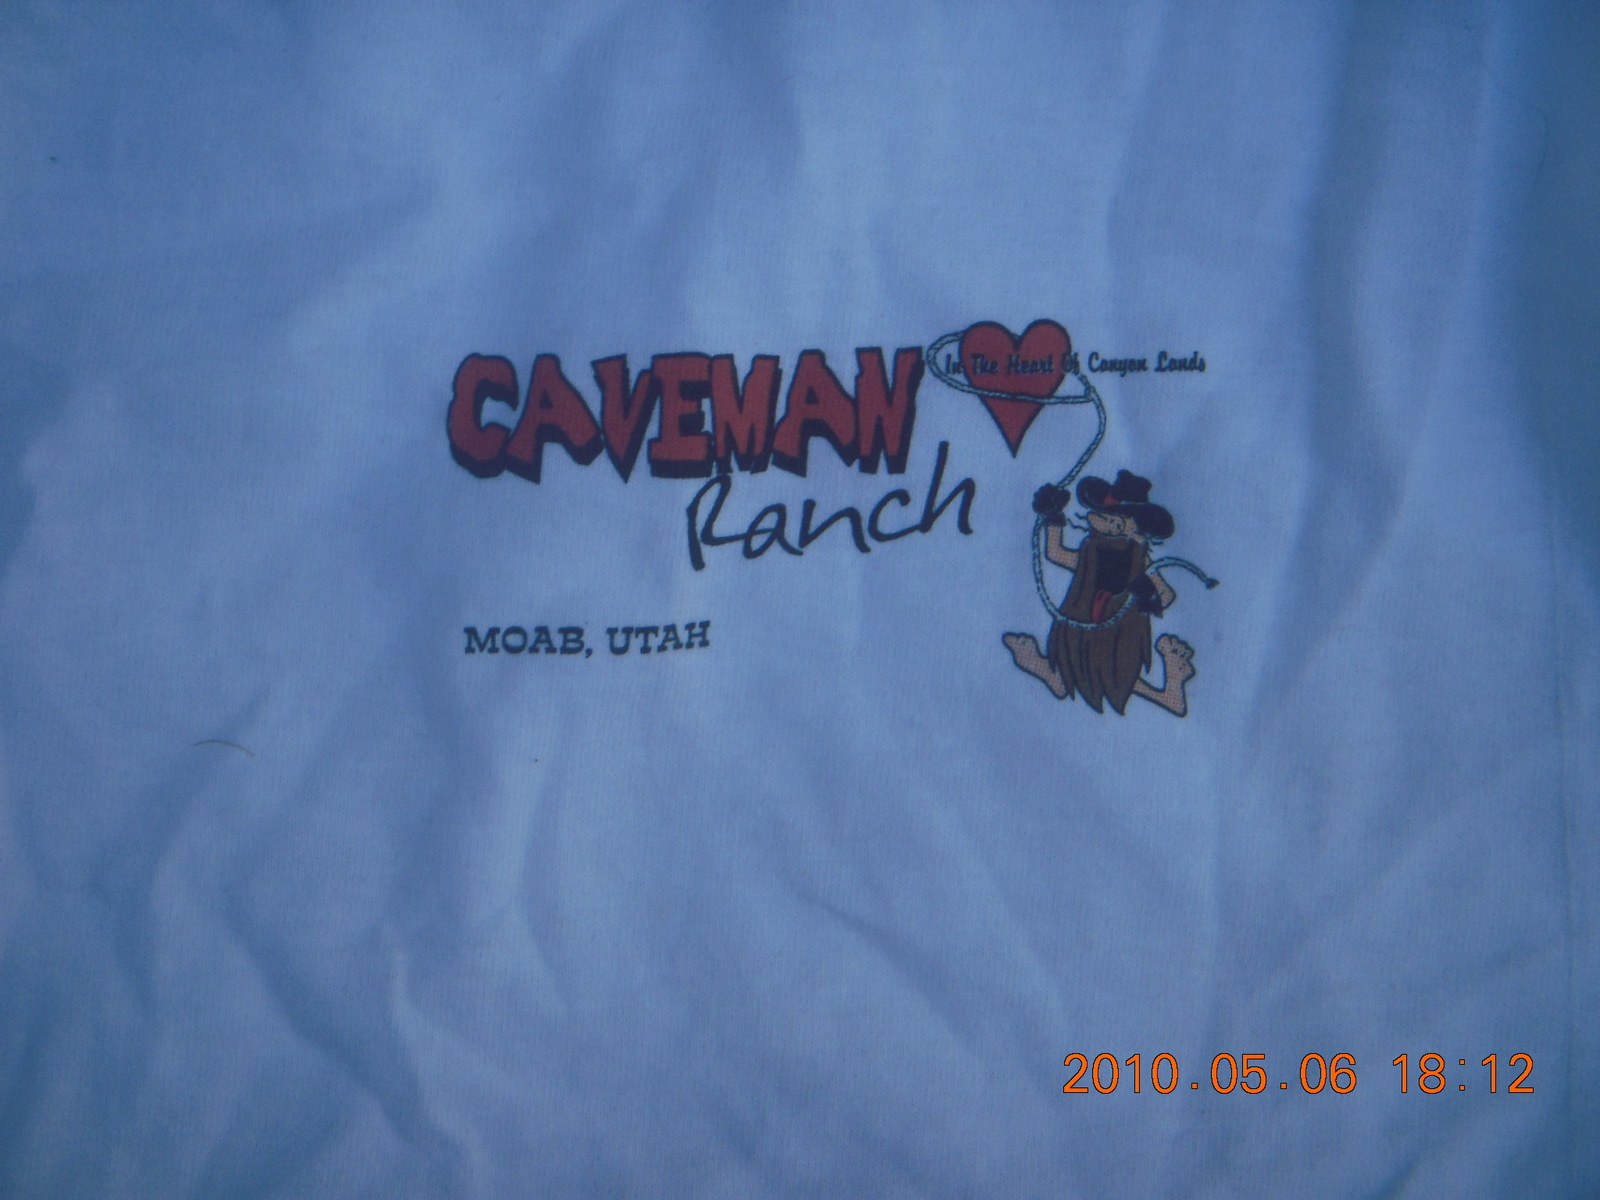 CAVEMAN
In The Heart Of Canyon Lands
Ranch
MOAB, UTAH
2010.05.06 18:12